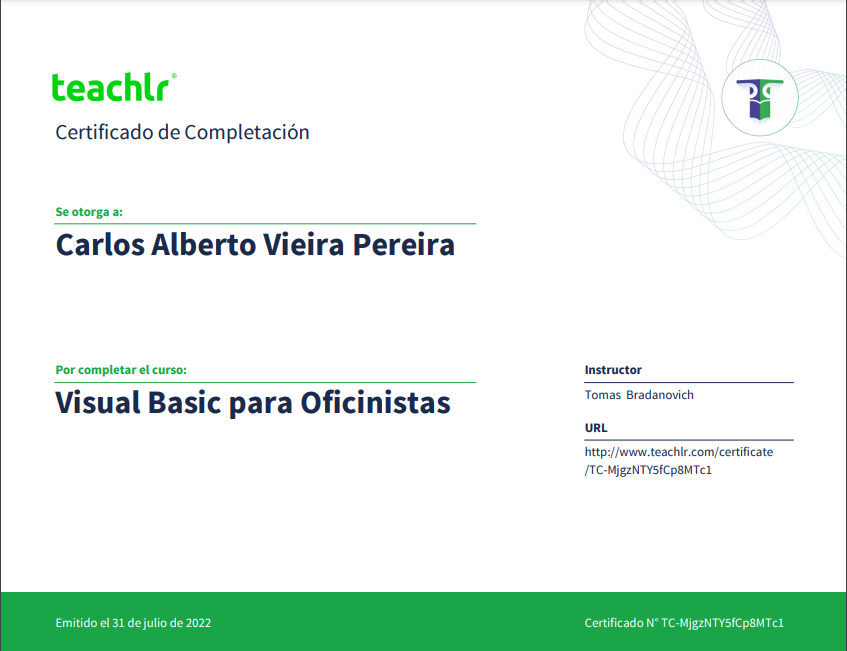 teachlr®
Certificado de Completación
Se otorga a:
Carlos Alberto Vieira Pereira
Por completar el curso:
Visual Basic para Oficinistas
Instructor
Tomas Bradanovich
URL
http://www.teachlr.com/certificate
/TC-MjgzNTY5fCp8MTc1
Emitido el 31 de julio de 2022
Certificado N° TC-MjgzNTY5fCp8MTc1